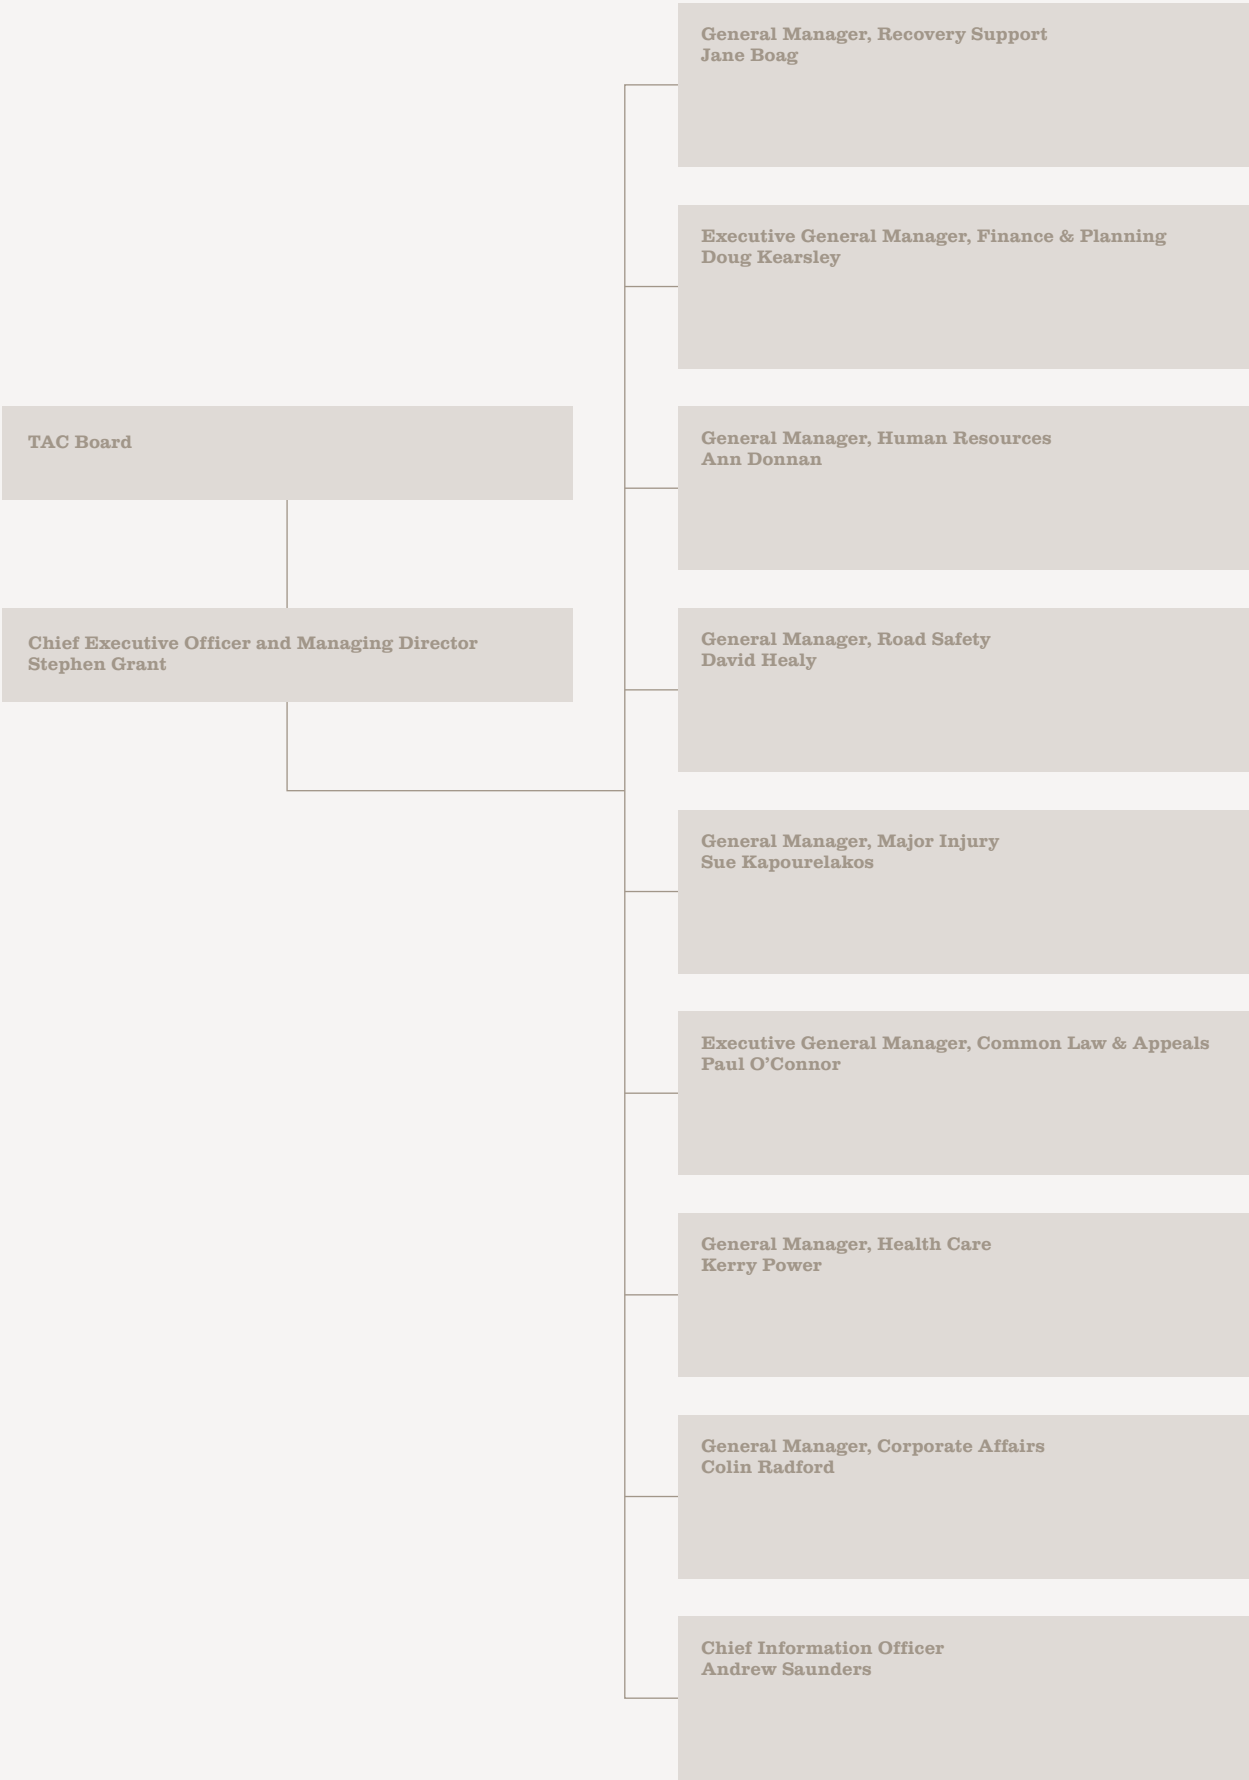 General Manager, Recovery Support
Jane Boag
Executive General Manager, Finance & Planning
Doug Kearsley
TAC Board
General Manager, Human Resources
Ann Donnan
Chief Executive Officer and Managing Director
Stephen Grant
General Manager, Road Safety
David Healy
General Manager, Major Injury
Sue Kapourelakos
Executive General Manager, Common Law & Appeals
Paul O’Connor
General Manager, Health Care
Kerry Power
General Manager, Corporate Affairs
Colin Radford
Chief Information Officer
Andrew Saunders